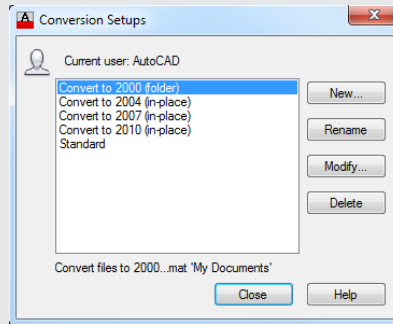 Conversion Setups
Current user: AutoCAD
Convert to 2000 (folder)
Convert to 2004 (in-place)
Convert to 2007 (in-place)
Convert to 2010 (in-place)
Standard
New...
Rename
Modify...
Delete
Convert files to 2000...mat 'My Documents'
Close
Help